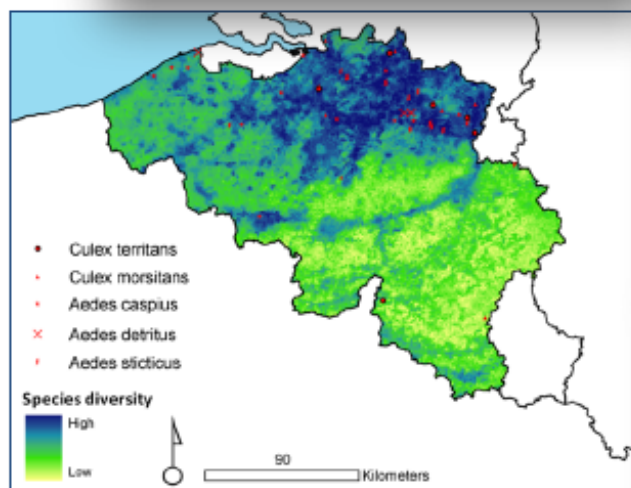 Culex territans
Culex morsitans
Aedes caspius
Aedes detritus
Aedes sticticus
Species diversity
High
Low
90
Kilometers